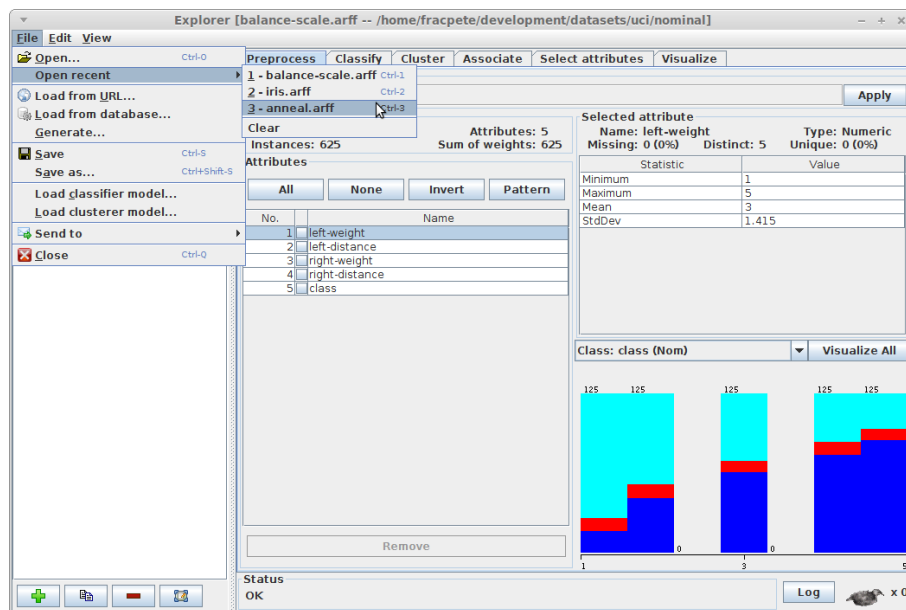 Explorer [balance-scale.arff -- /home/fracpete/development/datasets/uci/nominal]
File Edit View
Open... Ctrl-O
Open recent
Load from URL...
Load from database...
Generate...
Save Ctrl-S
Save as... Ctrl+Shift-S
Load classifier model...
Load clusterer model...
Send to
Close Ctrl-Q
1 - balance-scale.arff Ctrl-1
2 - iris.arff Ctrl-2
3 - anneal.arff Ctrl-3
Clear
Preprocess Classify Cluster Associate Select attributes Visualize
Apply
Attributes: 5
Instances: 625 Sum of weights: 625
Attributes
All None Invert Pattern
No. Name
1 left-weight
2 left-distance
3 right-weight
4 right-distance
5 class
Remove
Selected attribute
Name: left-weight Type: Numeric
Missing: 0 (0%) Distinct: 5 Unique: 0 (0%)
Statistic Value
Minimum 1
Maximum 5
Mean 3
StdDev 1.415
Class: class (Nom) Visualize All
125 125 125 125 125
0 0
1 3 5
Status
OK
Log x 0